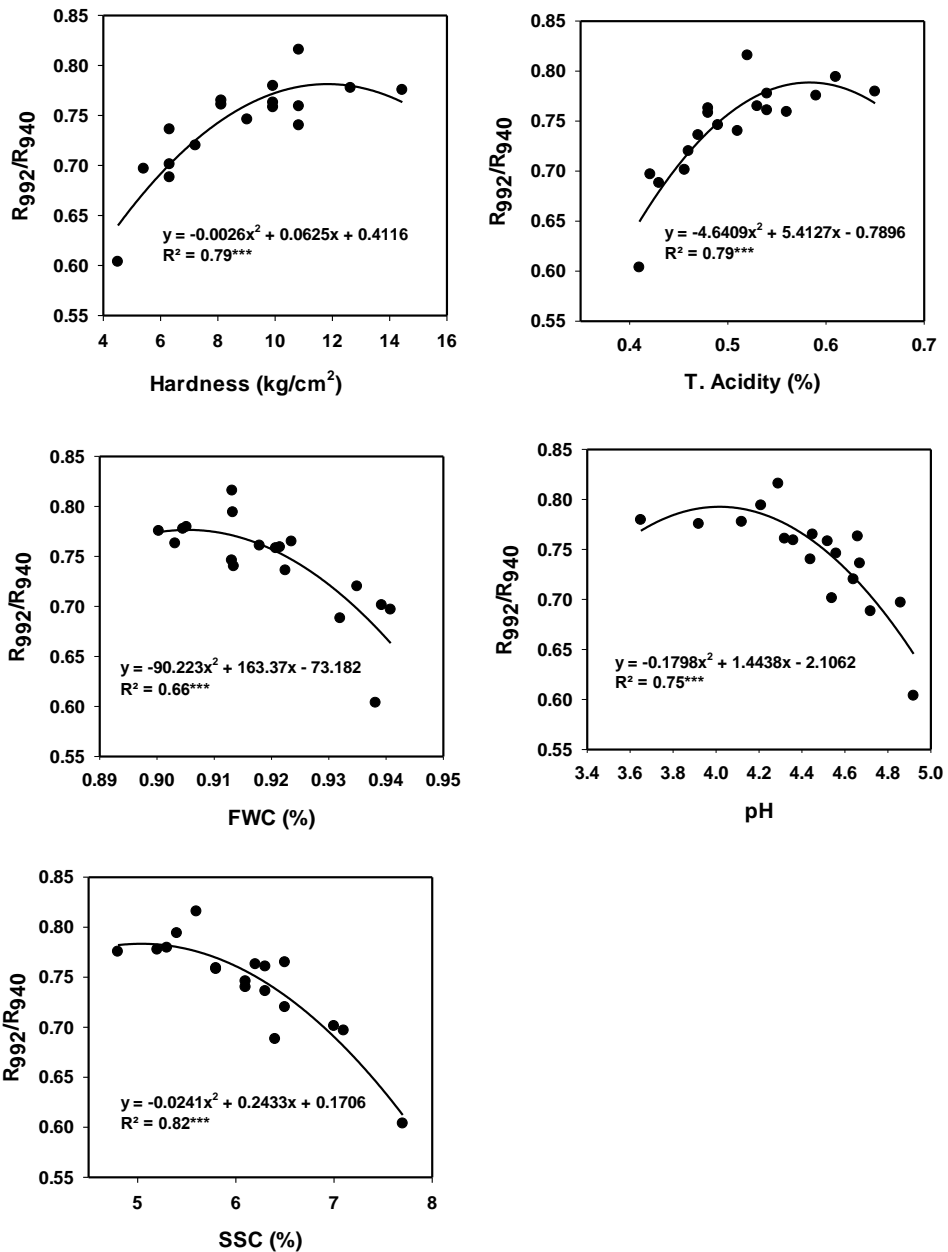 0.85
0.80
0.75
0.70
0.65
0.60
0.55
R992/R940
y = -0.0026x² + 0.0625x + 0.4116
R² = 0.79***
4 6 8 10 12 14 16
Hardness (kg/cm²)
0.85
0.80
0.75
0.70
0.65
0.60
0.55
R992/R940
y = -4.6409x² + 5.4127x - 0.7896
R² = 0.79***
0.4 0.5 0.6 0.7
T. Acidity (%)
0.85
0.80
0.75
0.70
0.65
0.60
0.55
R992/R940
y = -90.223x² + 163.37x - 73.182
R² = 0.66***
0.89 0.90 0.91 0.92 0.93 0.94 0.95
FWC (%)
0.85
0.80
0.75
0.70
0.65
0.60
0.55
R992/R940
y = -0.1798x² + 1.4438x - 2.1062
R² = 0.75***
3.4 3.6 3.8 4.0 4.2 4.4 4.6 4.8 5.0
pH
0.85
0.80
0.75
0.70
0.65
0.60
0.55
R992/R940
y = -0.0241x² + 0.2433x + 0.1706
R² = 0.82***
5 6 7 8
SSC (%)